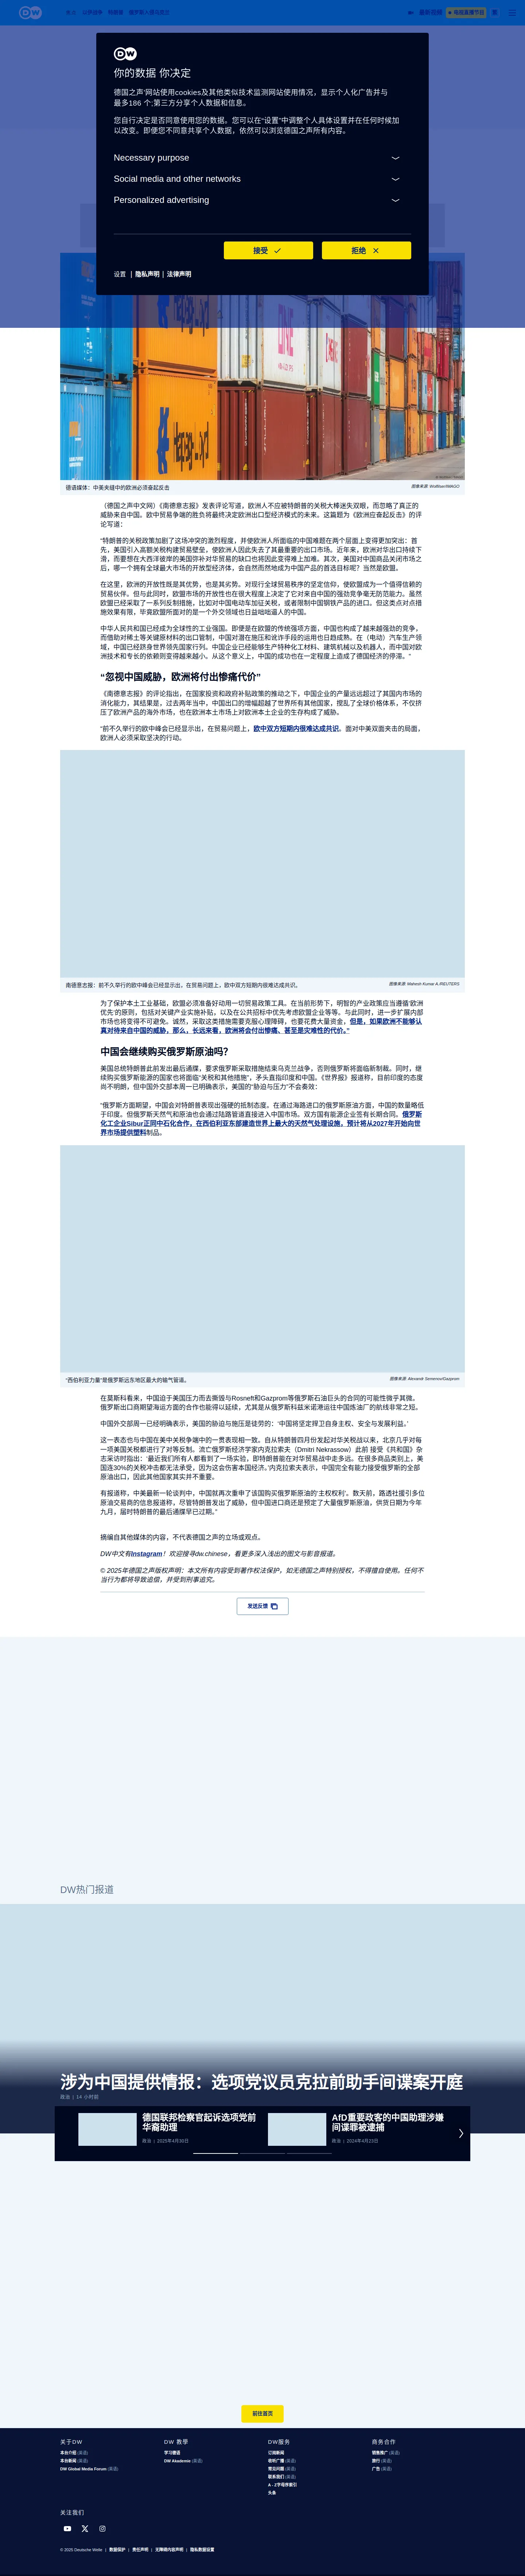 DW
你的数据 你决定
德国之声'网站使用cookies及其他类似技术监测网站使用情况，显示个人化广告并与
最多186 个;第三方分享个人数据和信息。
您自行决定是否同意使用您的数据。您可以在“设置”中调整个人具体设置并在任何时候加
以改变。即便您不同意共享个人数据，依然可以浏览德国之声所有内容。
Necessary purpose
Social media and other networks
Personalized advertising
接受
拒绝
设置 | 隐私声明 | 法律声明
德语媒体：中美夹缝中的欧洲必须奋起反击
（德国之声中文网）《南德意志报》发表评论写道，欧洲人不应被特朗普的关税大棒迷失双眼，而忽略了真正的
威胁来自中国。欧中贸易争端的胜负将最终决定欧洲出口型经济模式的未来。这篇题为《欧洲应奋起反击》的评
论写道：
“特朗普的关税政策加剧了这场冲突的激烈程度，并使欧洲人所面临的中国难题在两个层面上变得更加突出：首
先，美国引入高额关税构建贸易壁垒，使欧洲人因此失去了其最重要的出口市场。近年来，欧洲对华出口持续下
滑，而想要在大西洋彼岸的美国弥补对华贸易的缺口的希望也将因此变得难上加难。其次，美国对中国商品关闭市场之
后，哪一个拥有全球最大市场的开放型经济体，会自然而然地成为中国产品的首选目标呢？当然是欧盟。
在这里，欧洲的开放性既是其优势，也是其劣势。对现行全球贸易秩序的坚定信仰，使欧盟成为一个值得信赖的
贸易伙伴。但与此同时，欧盟市场的开放性也在很大程度上决定了它对来自中国的强劲竞争毫无防范能力。虽然
欧盟已经采取了一系列反制措施，比如对中国电动车加征关税，或者限制中国钢铁产品的进口。但这类点对点措
施效果有限，毕竟欧盟所面对的是一个外交领域也日益咄咄逼人的中国。
中华人民共和国已经成为全球性的工业强国。即便是在欧盟的传统强项方面，中国也构成了越来越强劲的竞争，
而借助对稀土等关键原材料的出口管制，中国对潜在施压和讹诈手段的运用也日趋成熟。在（电动）汽车生产领
域，中国已经跻身世界领先国家行列。中国企业已经能够生产特种化工材料、建筑机械以及机器人，而中国对欧
洲技术和专长的依赖则变得越来越小。从这个意义上，中国的成功也在一定程度上造成了德国经济的停滞。”
“忽视中国威胁，欧洲将付出惨痛代价”
《南德意志报》的评论指出，在国家投资和政府补贴政策的推动之下，中国企业的产量远远超过了其国内市场的
消化能力，其结果是，过去两年当中，中国出口的增幅超越了世界所有其他国家，搅乱了全球价格体系，不仅挤
压了欧洲产品的海外市场，也在欧洲本土市场上对欧洲本土企业的生存构成了威胁。
“前不久举行的欧中峰会已经显示出，在贸易问题上，欧中双方短期内很难达成共识。面对中美双面夹击的局面，
欧洲人必须采取坚决的行动。
南德意志报：前不久举行的欧中峰会已经显示出，在贸易问题上，欧中双方短期内很难达成共识。
图像来源: Mahesh Kumar A./REUTERS
为了保护本土工业基础，欧盟必须准备好动用一切贸易政策工具。在当前形势下，明智的产业政策应当遵循‘欧洲
优先’的原则，包括对关键产业实施补贴，以及在公共招标中优先考虑欧盟企业等等。与此同时，进一步扩展内部
市场也将变得不可避免。诚然，采取这类措施需要克服心理障碍，也要花费大量资金，但是，如果欧洲不能够认
真对待来自中国的威胁，那么，长远来看，欧洲将会付出惨痛、甚至是灾难性的代价。”
中国会继续购买俄罗斯原油吗？
美国总统特朗普此前发出最后通牒，要求俄罗斯采取措施结束乌克兰战争，否则俄罗斯将面临新制裁。同时，继
续购买俄罗斯能源的国家也将面临“关税和其他措施”，矛头直指印度和中国。《世界报》报道称，目前印度的态度
尚不明朗，但中国外交部本周一已明确表示，美国的“胁迫与压力”不会奏效：
“俄罗斯方面期望，中国会对特朗普表现出强硬的抵制态度。在通过海路进口的俄罗斯原油方面，中国的数量略低
于印度。但俄罗斯天然气和原油也会通过陆路管道直接进入中国市场。双方国有能源企业签有长期合同。俄罗斯
化工企业Sibur正同中石化合作，在西伯利亚东部建造世界上最大的天然气处理设施，预计将从2027年开始向世
界市场提供塑料制品。
“西伯利亚力量”是俄罗斯远东地区最大的输气管道。
图像来源: Alexandr Semenov/Gazprom
在莫斯科看来，中国迫于美国压力而去撕毁与Rosneft和Gazprom等俄罗斯石油巨头的合同的可能性微乎其微。
俄罗斯出口商期望海运方面的合作也能得以延续，尤其是从俄罗斯科兹米诺港运往中国炼油厂的航线非常之短。
中国外交部周一已经明确表示，美国的胁迫与施压是徒劳的：‘中国将坚定捍卫自身主权、安全与发展利益。’
这一表态也与中国在美中关税争端中的一贯表现相一致。自从特朗普四月份发起对华关税战以来，北京几乎对每
一项美国关税都进行了对等反制。流亡俄罗斯经济学家内克拉索夫（Dmitri Nekrassow）此前 接受《共和国》杂
志采访时指出：‘最近我们所有人都看到了一场实验，即特朗普能在对华贸易战中走多远。在很多商品类别上，美
国连30%的关税冲击都无法承受，因为这会伤害本国经济。’内克拉索夫表示，中国完全有能力接受俄罗斯的全部
原油出口，因此其他国家其实并不重要。
有报道称，中美最新一轮谈判中，中国就再次重申了该国购买俄罗斯原油的‘主权权利’。数天前，路透社援引多位
原油交易商的信息报道称，尽管特朗普发出了威胁，但中国进口商还是预定了大量俄罗斯原油，供货日期为今年
九月，届时特朗普的最后通牒早已过期。”
摘编自其他媒体的内容，不代表德国之声的立场或观点。
DW中文有Instagram！欢迎搜寻dw.chinese，看更多深入浅出的图文与影音报道。
© 2025年德国之声版权声明：本文所有内容受到著作权法保护，如无德国之声特别授权，不得擅自使用。任何不
当行为都将导致追偿，并受到刑事追究。
发送反馈
DW热门报道
涉为中国提供情报：选项党议员克拉前助手间谍案开庭
政治 | 14 小时前
德国联邦检察官起诉选项党前
华裔助理
政治 | 2025年4月30日
AfD重要政客的中国助理涉嫌
间谍罪被逮捕
政治 | 2024年4月23日
前往首页
关于DW
本台介绍 (英语)
本台新闻 (英语)
DW Global Media Forum (英语)
DW 教学
学习德语
DW Akademie (英语)
DW服务
订阅新闻
收听广播 (英语)
常见问题 (英语)
联系我们 (英语)
A - Z字母序索引
头条
商务合作
销售推广 (英语)
旅行 (英语)
广告 (英语)
关注我们
© 2025 Deutsche Welle | 数据保护 | 责任声明 | 无障碍内容声明 | 隐私数据设置